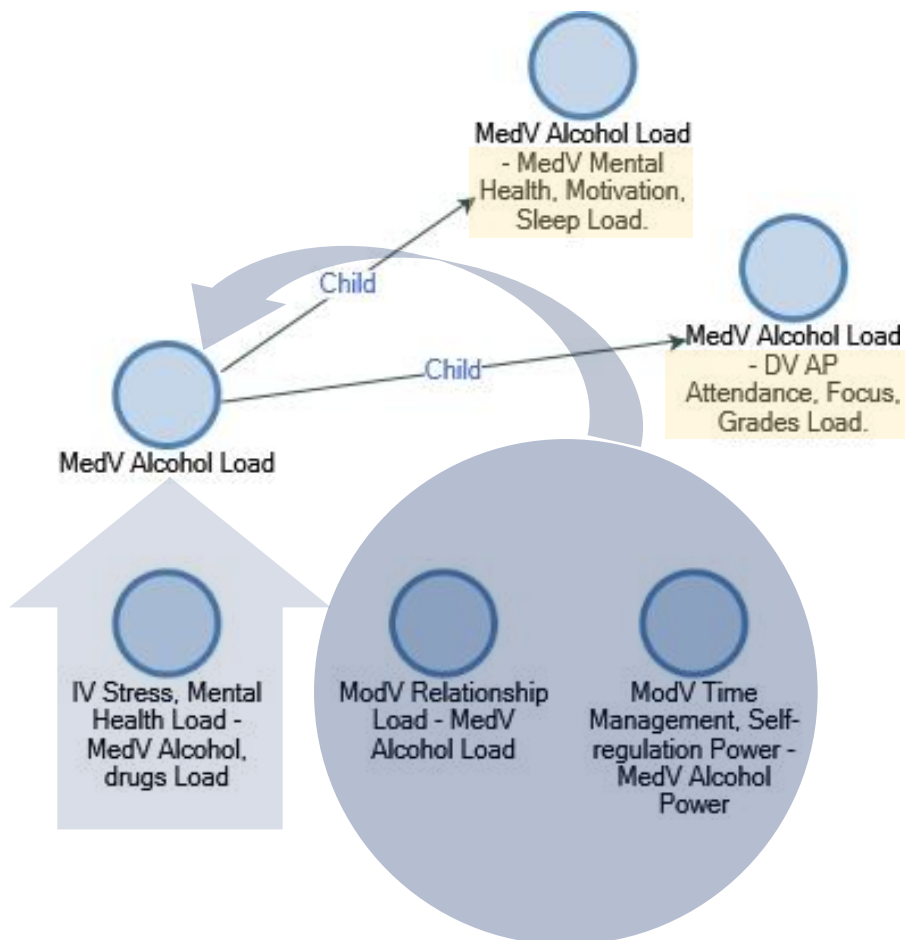 MedV Alcohol Load
- MedV Mental
Health, Motivation,
Sleep Load.
Child
MedV Alcohol Load
- DV AP
Attendance, Focus,
Grades Load.
Child
MedV Alcohol Load
IV Stress, Mental
Health Load -
MedV Alcohol,
drugs Load
ModV Relationship
Load - MedV
Alcohol Load
ModV Time
Management, Self-
regulation Power -
MedV Alcohol
Power